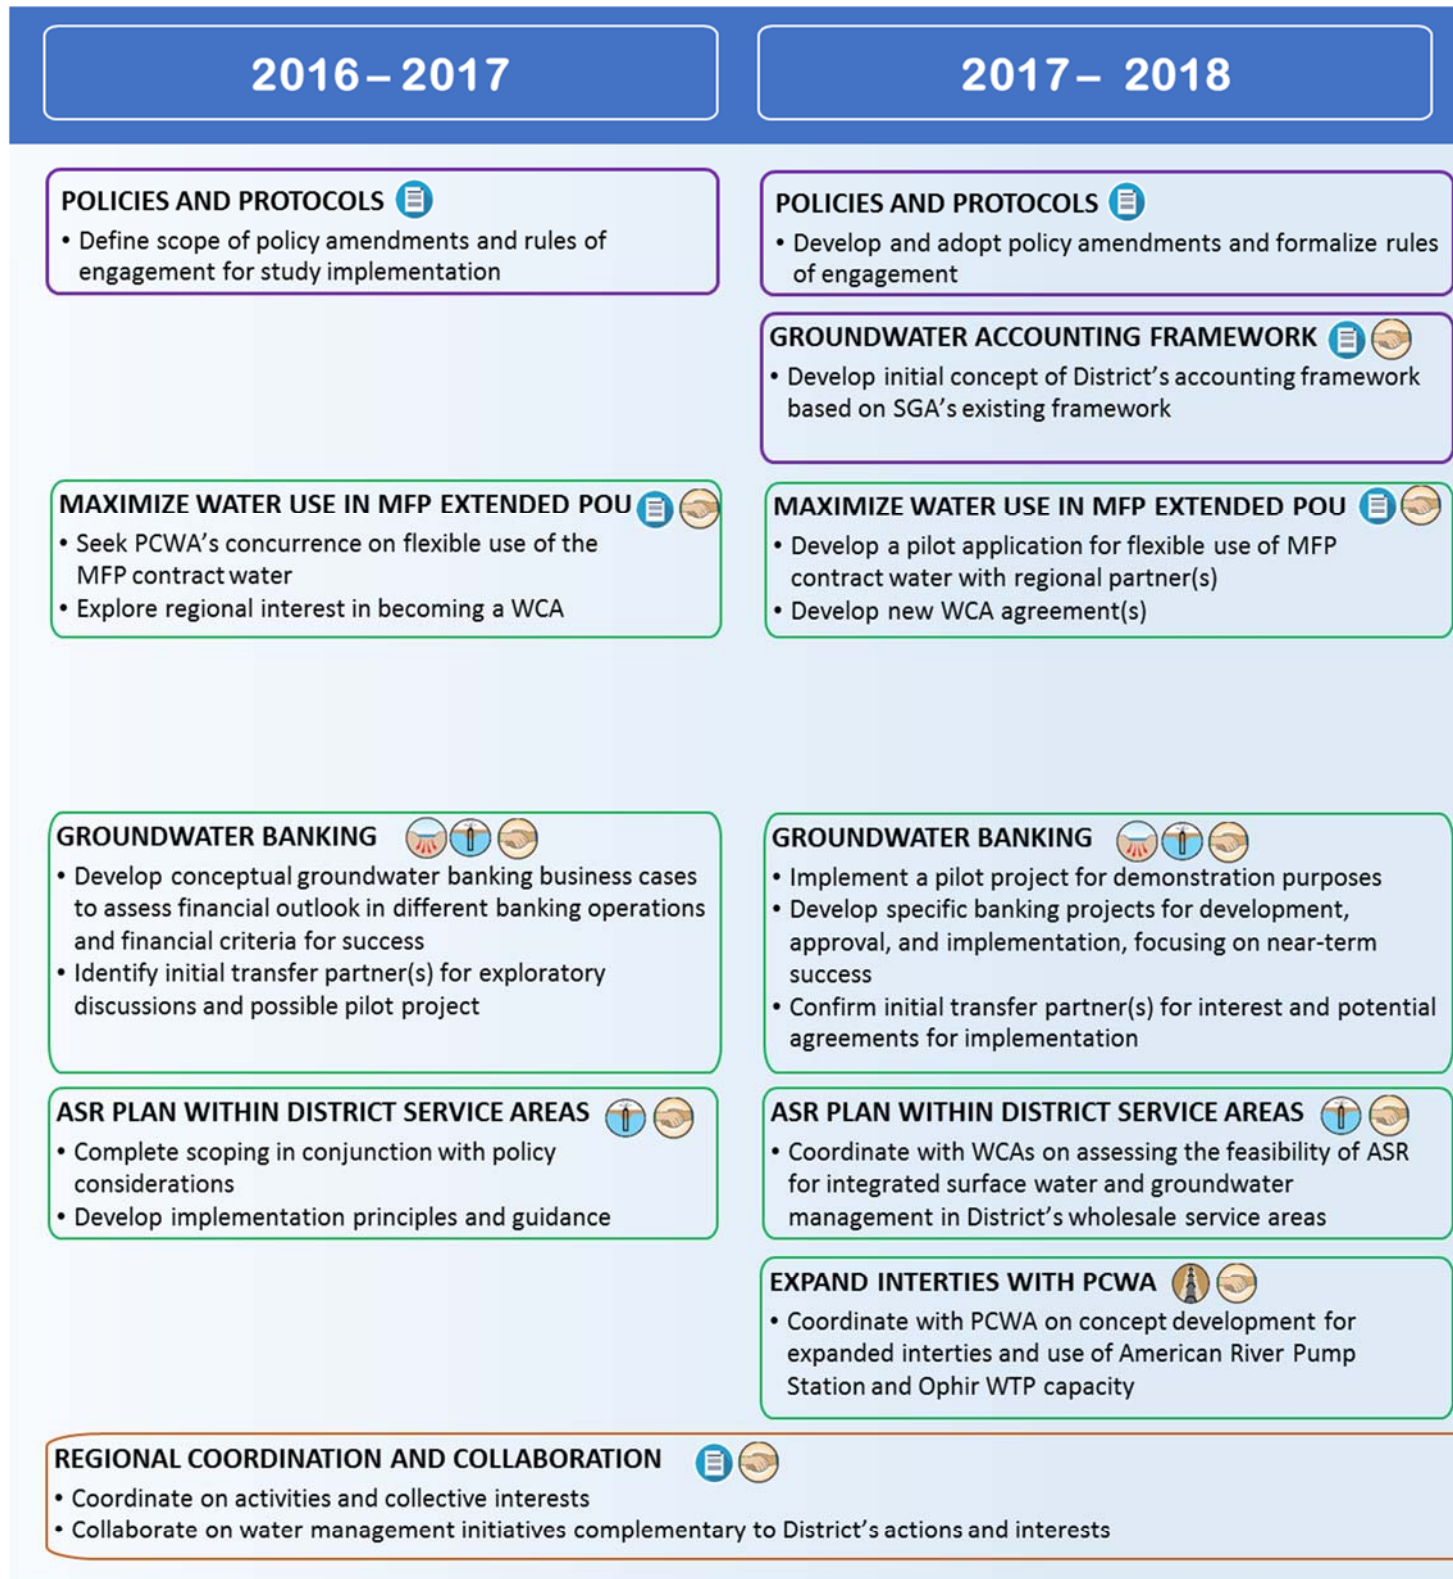 2016 – 2017
2017 – 2018
POLICIES AND PROTOCOLS
• Define scope of policy amendments and rules of
engagement for study implementation
POLICIES AND PROTOCOLS
• Develop and adopt policy amendments and formalize rules
of engagement
GROUNDWATER ACCOUNTING FRAMEWORK
• Develop initial concept of District’s accounting framework
based on SGA’s existing framework
MAXIMIZE WATER USE IN MFP EXTENDED POU
• Seek PCWA’s concurrence on flexible use of the
MFP contract water
• Explore regional interest in becoming a WCA
MAXIMIZE WATER USE IN MFP EXTENDED POU
• Develop a pilot application for flexible use of MFP
contract water with regional partner(s)
• Develop new WCA agreement(s)
GROUNDWATER BANKING
• Develop conceptual groundwater banking business cases
to assess financial outlook in different banking operations
and financial criteria for success
• Identify initial transfer partner(s) for exploratory
discussions and possible pilot project
GROUNDWATER BANKING
• Implement a pilot project for demonstration purposes
• Develop specific banking projects for development,
approval, and implementation, focusing on near-term
success
• Confirm initial transfer partner(s) for interest and potential
agreements for implementation
ASR PLAN WITHIN DISTRICT SERVICE AREAS
• Complete scoping in conjunction with policy
considerations
• Develop implementation principles and guidance
ASR PLAN WITHIN DISTRICT SERVICE AREAS
• Coordinate with WCAs on assessing the feasibility of ASR
for integrated surface water and groundwater
management in District’s wholesale service areas
EXPAND INTERTIES WITH PCWA
• Coordinate with PCWA on concept development for
expanded interties and use of American River Pump
Station and Ophir WTP capacity
REGIONAL COORDINATION AND COLLABORATION
• Coordinate on activities and collective interests
• Collaborate on water management initiatives complementary to District’s actions and interests